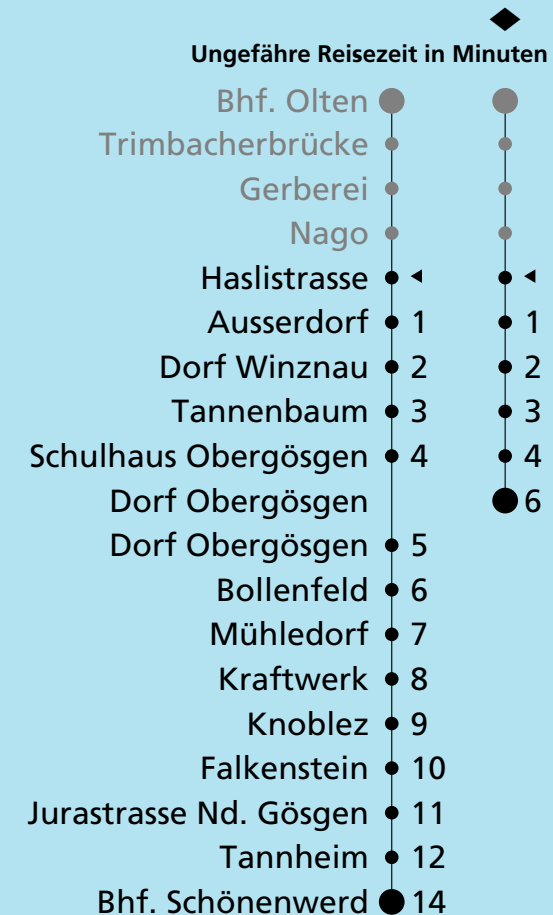 Ungefähre Reisezeit in Minuten
Bhf. Olten
Trimbacherbrücke
Gerberei
Nago
Haslistrasse
Ausserdorf 1 1
Dorf Winznau 2 2
Tannenbaum 3 3
Schulhaus Obergösgen 4 4
Dorf Obergösgen 6
Dorf Obergösgen 5
Bollenfeld 6
Mühledorf 7
Kraftwerk 8
Knoblez 9
Falkenstein 10
Jurastrasse Nd. Gösgen 11
Tannheim 12
Bhf. Schönenwerd 14